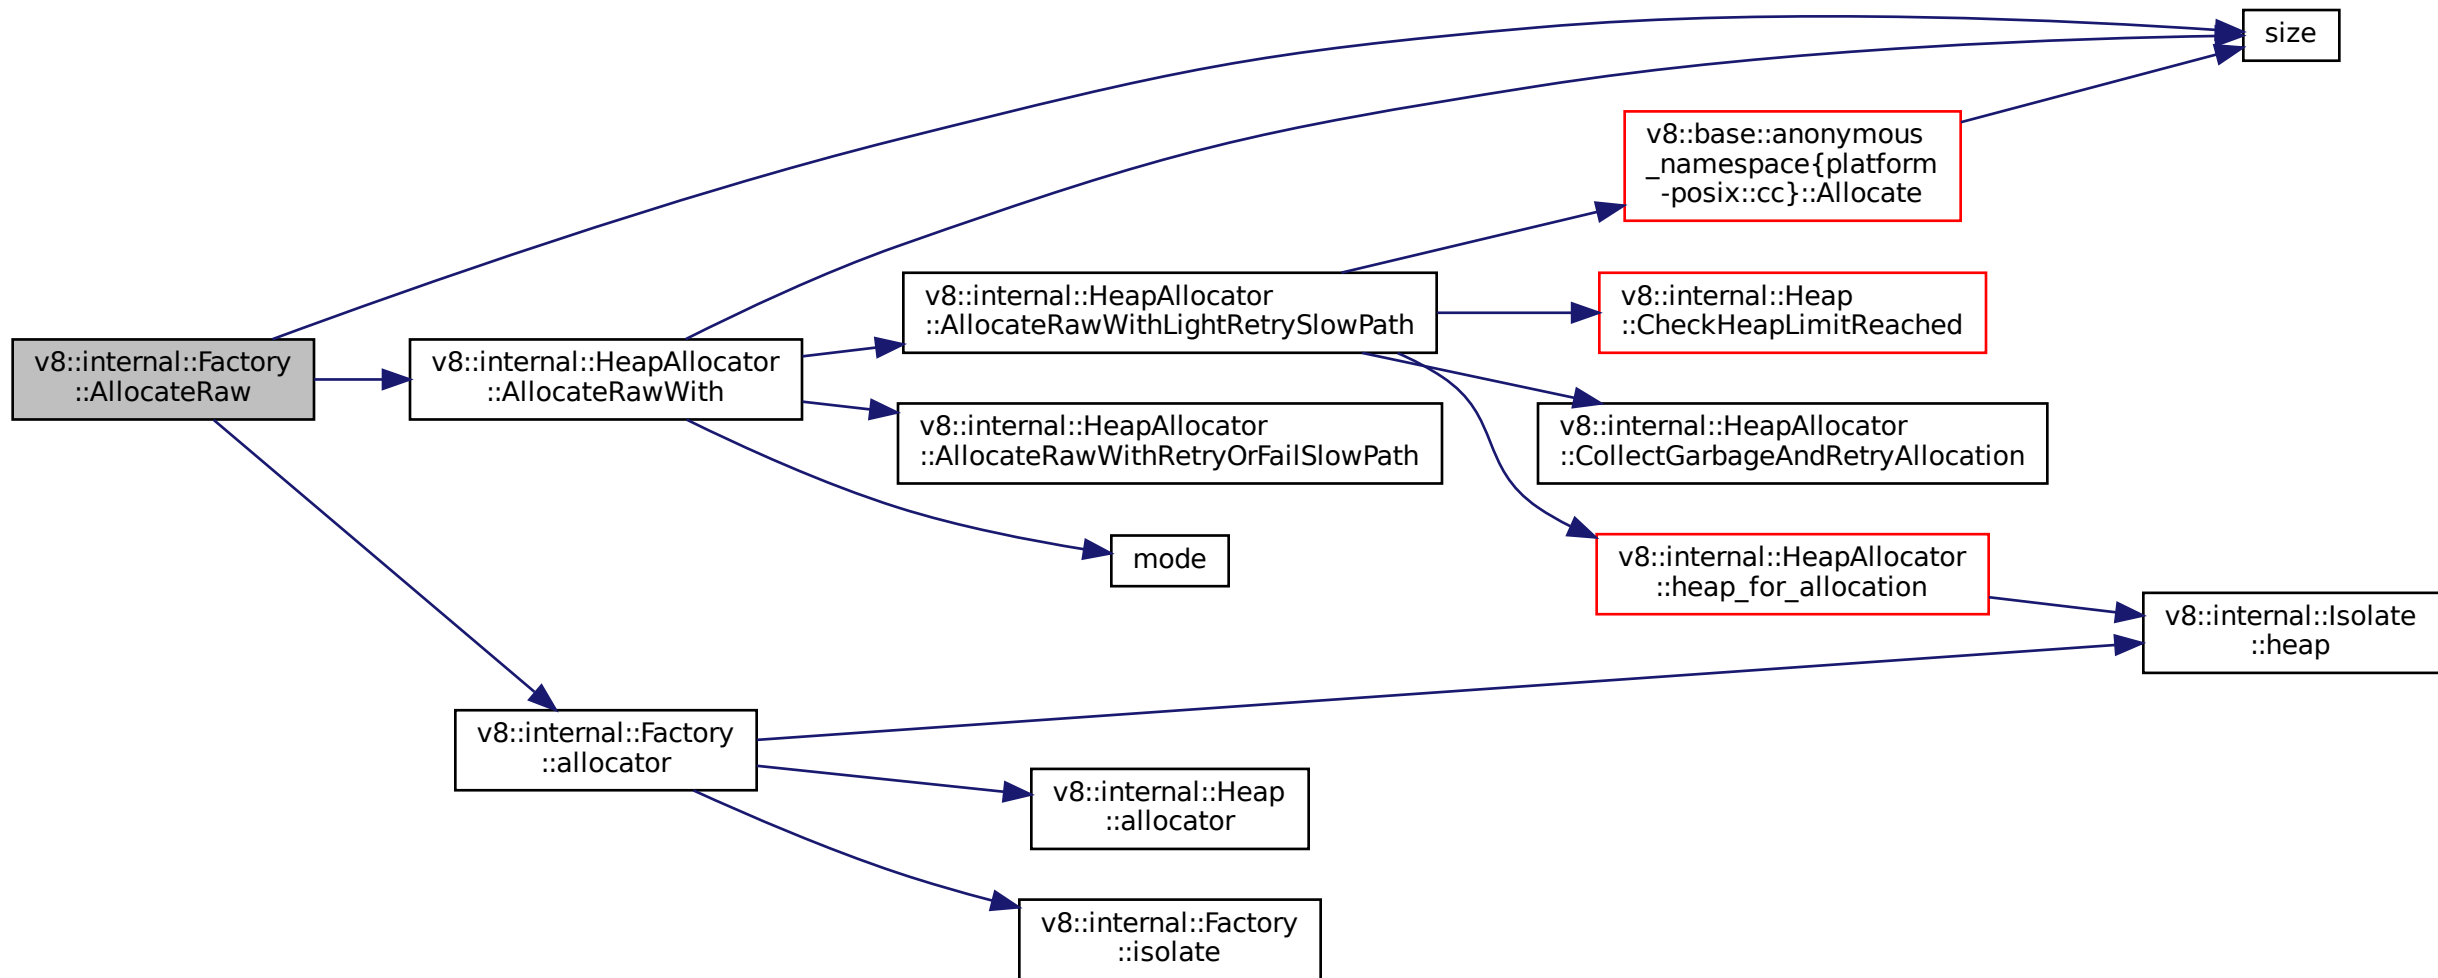 size
v8::base::anonymous
_namespace{platform
-posix::cc}::Allocate
v8::internal::HeapAllocator
::AllocateRawWithLightRetrySlowPath
v8::internal::Heap
::CheckHeapLimitReached
v8::internal::Factory
::AllocateRaw
v8::internal::HeapAllocator
::AllocateRawWith
v8::internal::HeapAllocator
::AllocateRawWithRetryOrFailSlowPath
v8::internal::HeapAllocator
::CollectGarbageAndRetryAllocation
mode
v8::internal::HeapAllocator
::heap_for_allocation
v8::internal::Isolate
::heap
v8::internal::Factory
::allocator
v8::internal::Heap
::allocator
v8::internal::Factory
::isolate